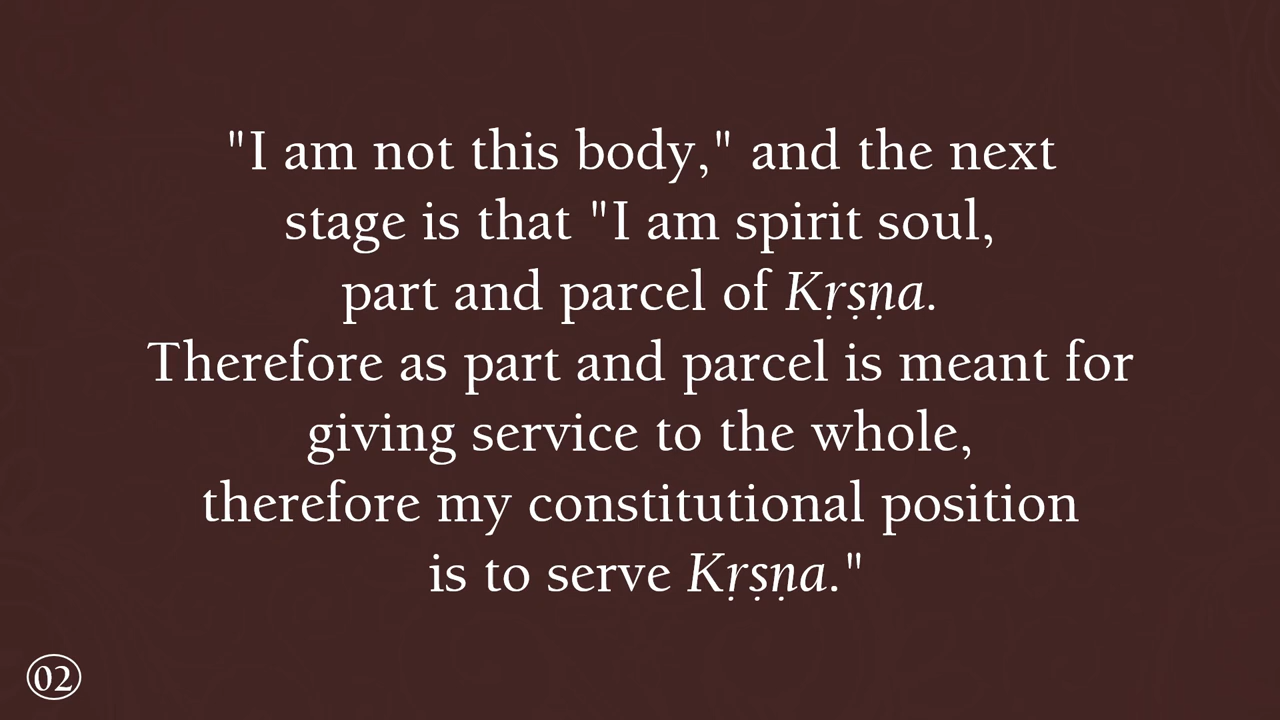 "I am not this body," and the next
stage is that "I am spirit soul,
part and parcel of Kṛṣṇa.
Therefore as part and parcel is meant for
giving service to the whole,
therefore my constitutional position
is to serve Kṛṣṇa."
02